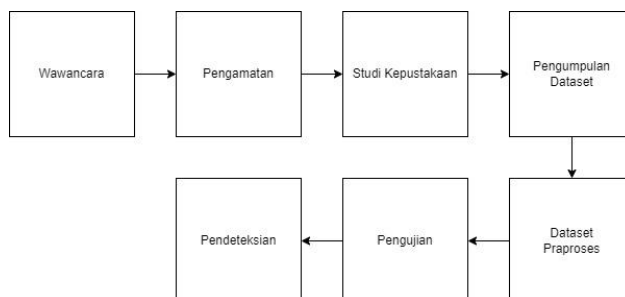 Wawancara
Pengamatan
Studi Kepustakaan
Pengumpulan
Dataset
Dataset
Praproses
Pengujian
Pendeteksian